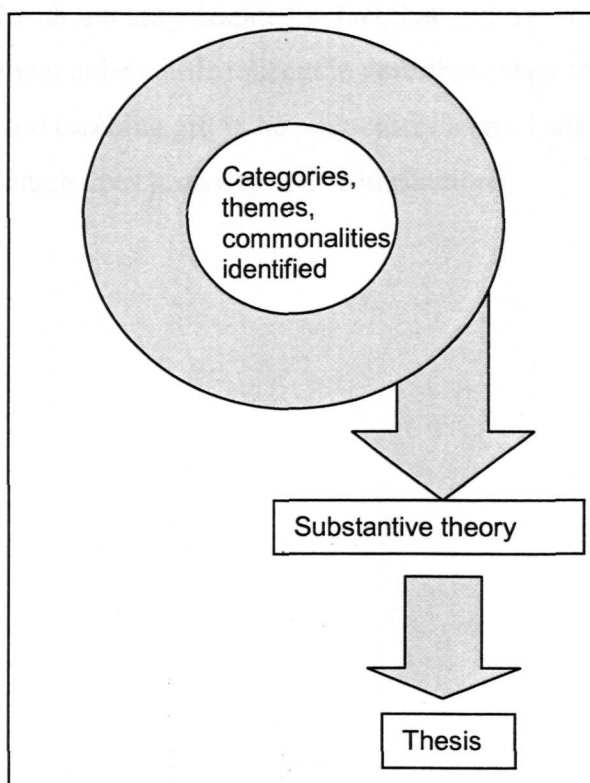 Categories,
themes,
commonalities
identified
Substantive theory
Thesis